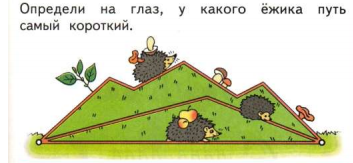 Определи на глаз, у какого ёжика путь
самый короткий.